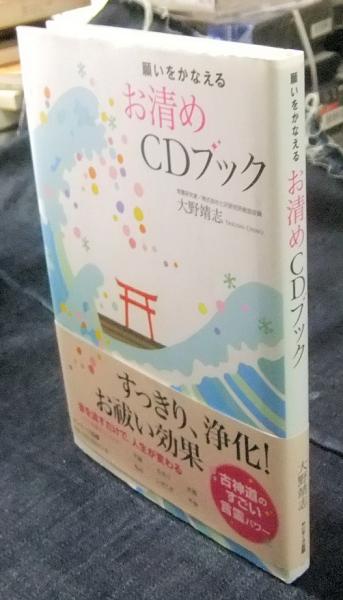 願いをかなえる
お清め
CDブック
大野靖志
すっきり、浄化!
お祓い効果
音を流すだけで、人生が変わる
古神道の
すごい
言霊パワー
願いをかなえる お清めCDブック
大野靖志